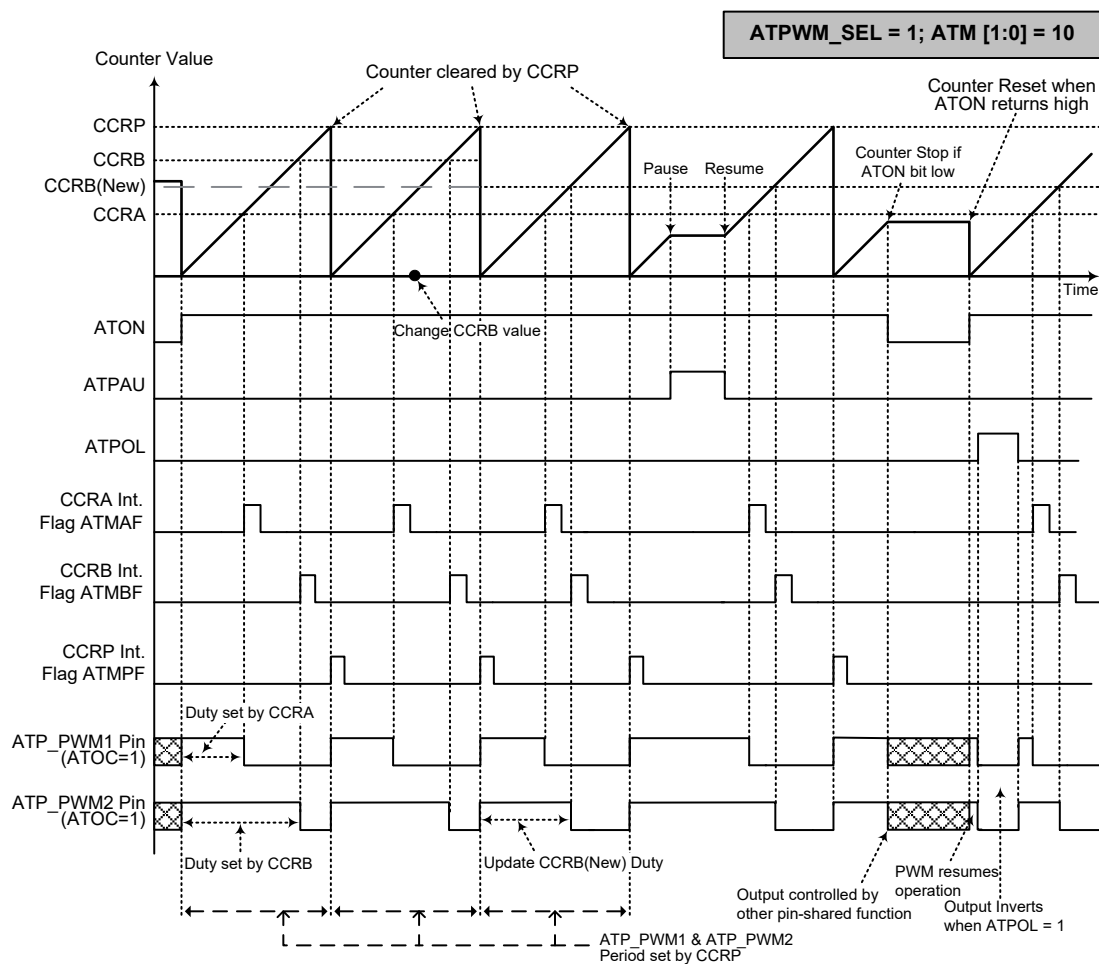 ATPWM_SEL = 1; ATM [1:0] = 10
Counter Value
Counter cleared by CCRP
Counter Reset when
ATON returns high
CCRP
CCRB
CCRB(New)
CCRA
Pause
Resume
Counter Stop if
ATON bit low
Time
Change CCRB value
ATON
ATPAU
ATPOL
CCRA Int.
Flag ATMAF
CCRB Int.
Flag ATMBF
CCRP Int.
Flag ATMPF
Duty set by CCRA
ATP_PWM1 Pin
(ATOC=1)
ATP_PWM2 Pin
(ATOC=1)
Duty set by CCRB
Update CCRB(New) Duty
Output controlled by
other pin-shared function
PWM resumes
operation
Output Inverts
when ATPOL = 1
ATP_PWM1 & ATP_PWM2
Period set by CCRP